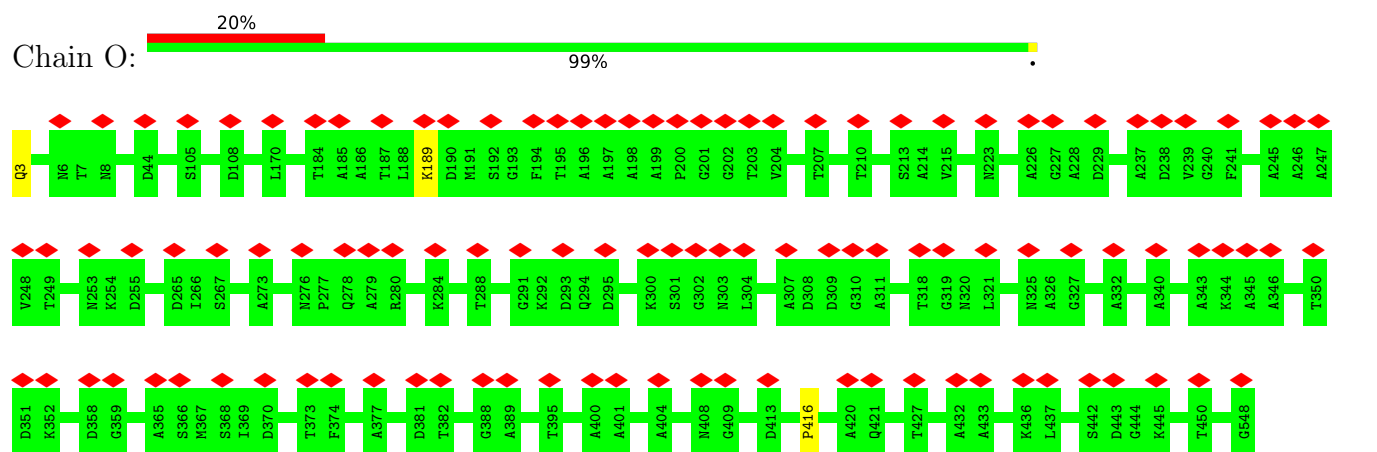 20%
Chain O:
99%
.
Q3 N6 T7 N8 D44 S105 D108 L170 T184 A185 A186 T187 L188 K189 D190 M191 S192 G193 F194 T195 A196 A197 A198 A199 P200 G201 G202 T203 V204 T207 T210 S213 A214 V215 N223 A226 G227 A228 D229 A237 D238 V239 G240 F241 A245 A246 A247
V248 T249 N253 K254 D255 D265 I266 S267 A273 N276 P277 Q278 A279 R280 K284 T288 G291 K292 D293 Q294 D295 K300 S301 G302 N303 L304 A307 D308 D309 G310 A311 T318 G319 N320 L321 N325 A326 G327 A332 A340 A343 K344 A345 A346 T350
D351 K352 D358 G359 A365 S366 M367 S368 I369 D370 T373 F374 A377 D381 T382 G388 A389 T395 A400 A401 A404 N408 G409 D413 P416 A420 Q421 T427 A432 A433 K436 L437 S442 D443 G444 K445 T450 G548